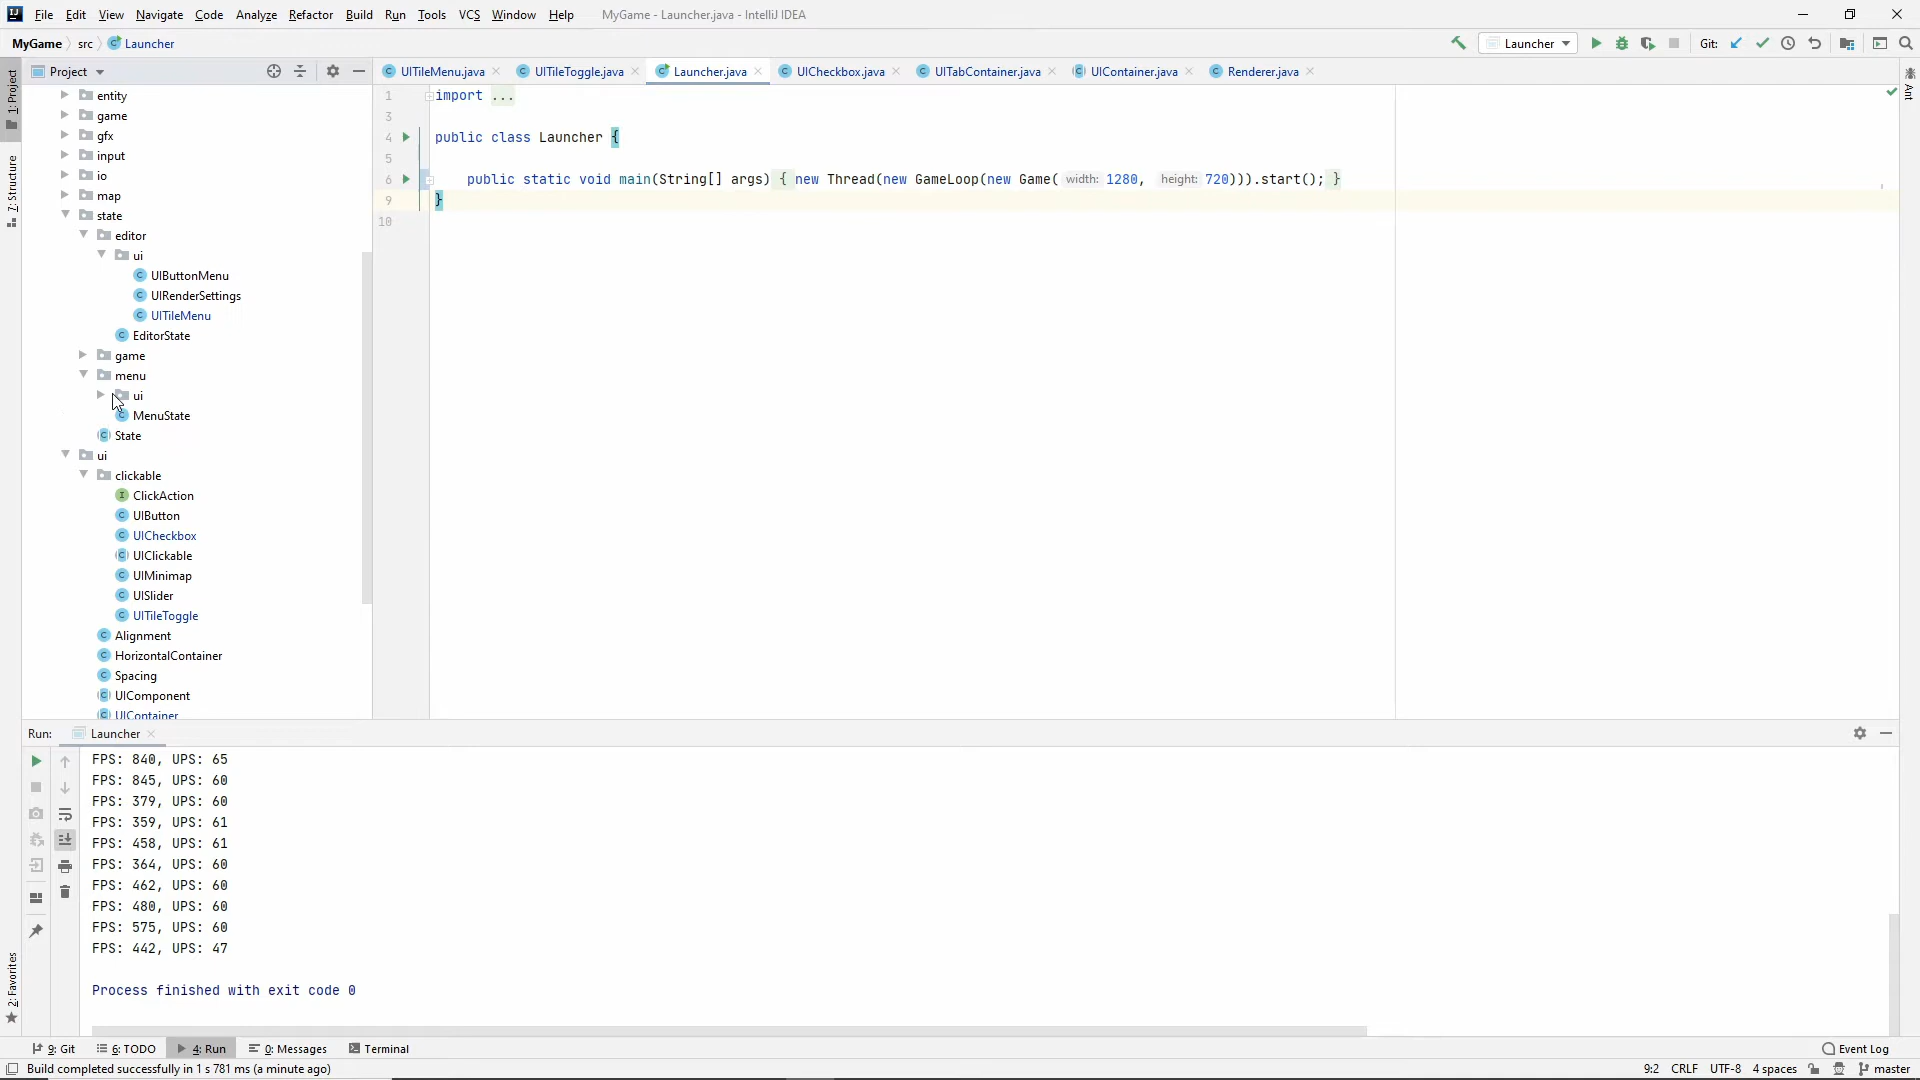 File Edit View Navigate Code Analyze Refactor Build Run Tools VCS Window Help MyGame - Launcher.java - IntelliJ IDEA
MyGame src Launcher
Launcher Git:
1: Project
Project
UITileMenu.java UITileToggle.java Launcher.java UICheckbox.java UITabContainer.java UIContainer.java Renderer.java
Ant
7: Structure
entity
game
gfx
input
io
map
state
editor
ui
UIButtonMenu
UIRenderSettings
UITileMenu
EditorState
game
menu
ui
MenuState
State
ui
clickable
ClickAction
UIButton
UICheckbox
UIClickable
UIMinimap
UISlider
UITileToggle
Alignment
HorizontalContainer
Spacing
UIComponent
UIContainer
1 import ...
3
4 public class Launcher {
5
6 public static void main(String[] args) { new Thread(new GameLoop(new Game( width: 1280, height: 720))).start(); }
9 }
10
Run: Launcher
FPS: 840, UPS: 65
FPS: 845, UPS: 60
FPS: 379, UPS: 60
FPS: 359, UPS: 61
FPS: 458, UPS: 61
FPS: 364, UPS: 60
FPS: 462, UPS: 60
FPS: 480, UPS: 60
FPS: 575, UPS: 60
FPS: 442, UPS: 47
Process finished with exit code 0
2: Favorites
9: Git 6: TODO 4: Run 0: Messages Terminal Event Log
Build completed successfully in 1 s 781 ms (a minute ago) 9:2 CRLF UTF-8 4 spaces master